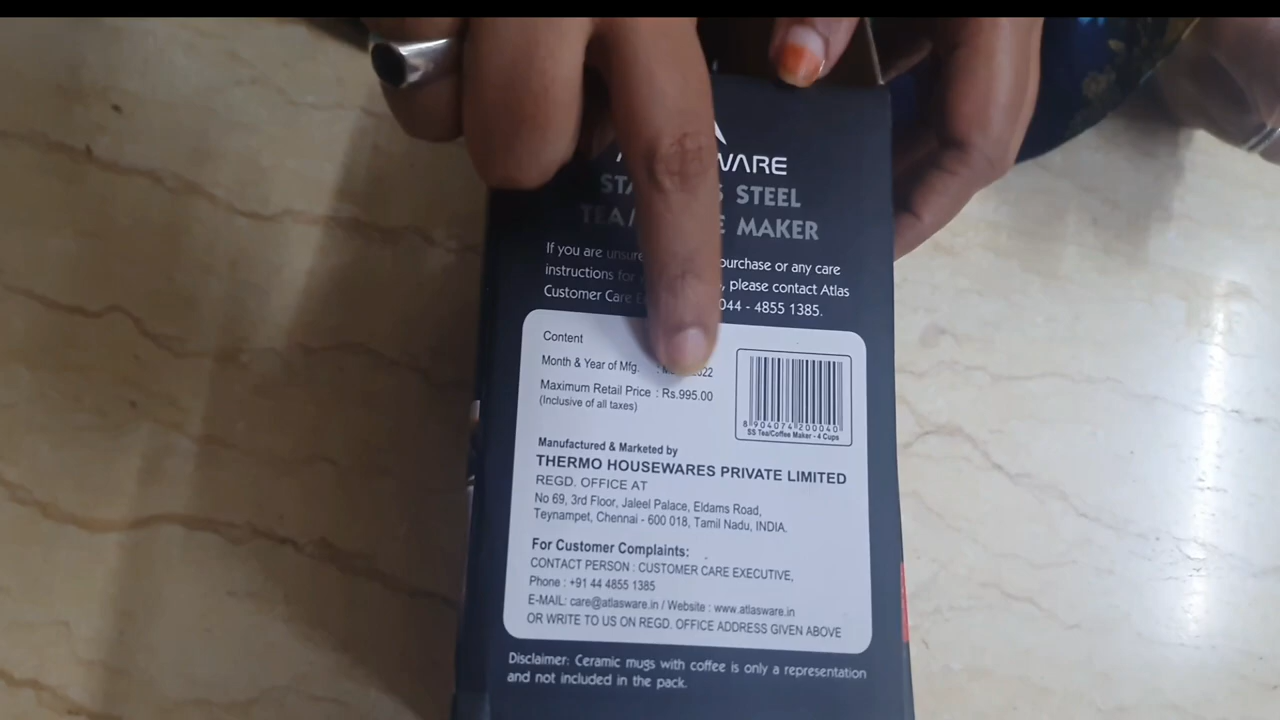 WARE
STEEL
MAKER
If you are unsure purchase or any care
instructions for , please contact Atlas
Customer Care 044 - 4855 1385.
Content
Month & Year of Mfg. :
Maximum Retail Price : Rs.995.00
(Inclusive of all taxes)
8 904074 200040
SS Tea/Coffee Maker - 4 Cups
Manufactured & Marketed by
THERMO HOUSEWARES PRIVATE LIMITED
REGD. OFFICE AT
No 69, 3rd Floor, Jaleel Palace, Eldams Road,
Teynampet, Chennai - 600 018, Tamil Nadu, INDIA.
For Customer Complaints:
CONTACT PERSON : CUSTOMER CARE EXECUTIVE,
Phone : +91 44 4855 1385
E-MAIL: care@atlasware.in / Website : www.atlasware.in
OR WRITE TO US ON REGD. OFFICE ADDRESS GIVEN ABOVE
Disclaimer: Ceramic mugs with coffee is only a representation
and not included in the pack.